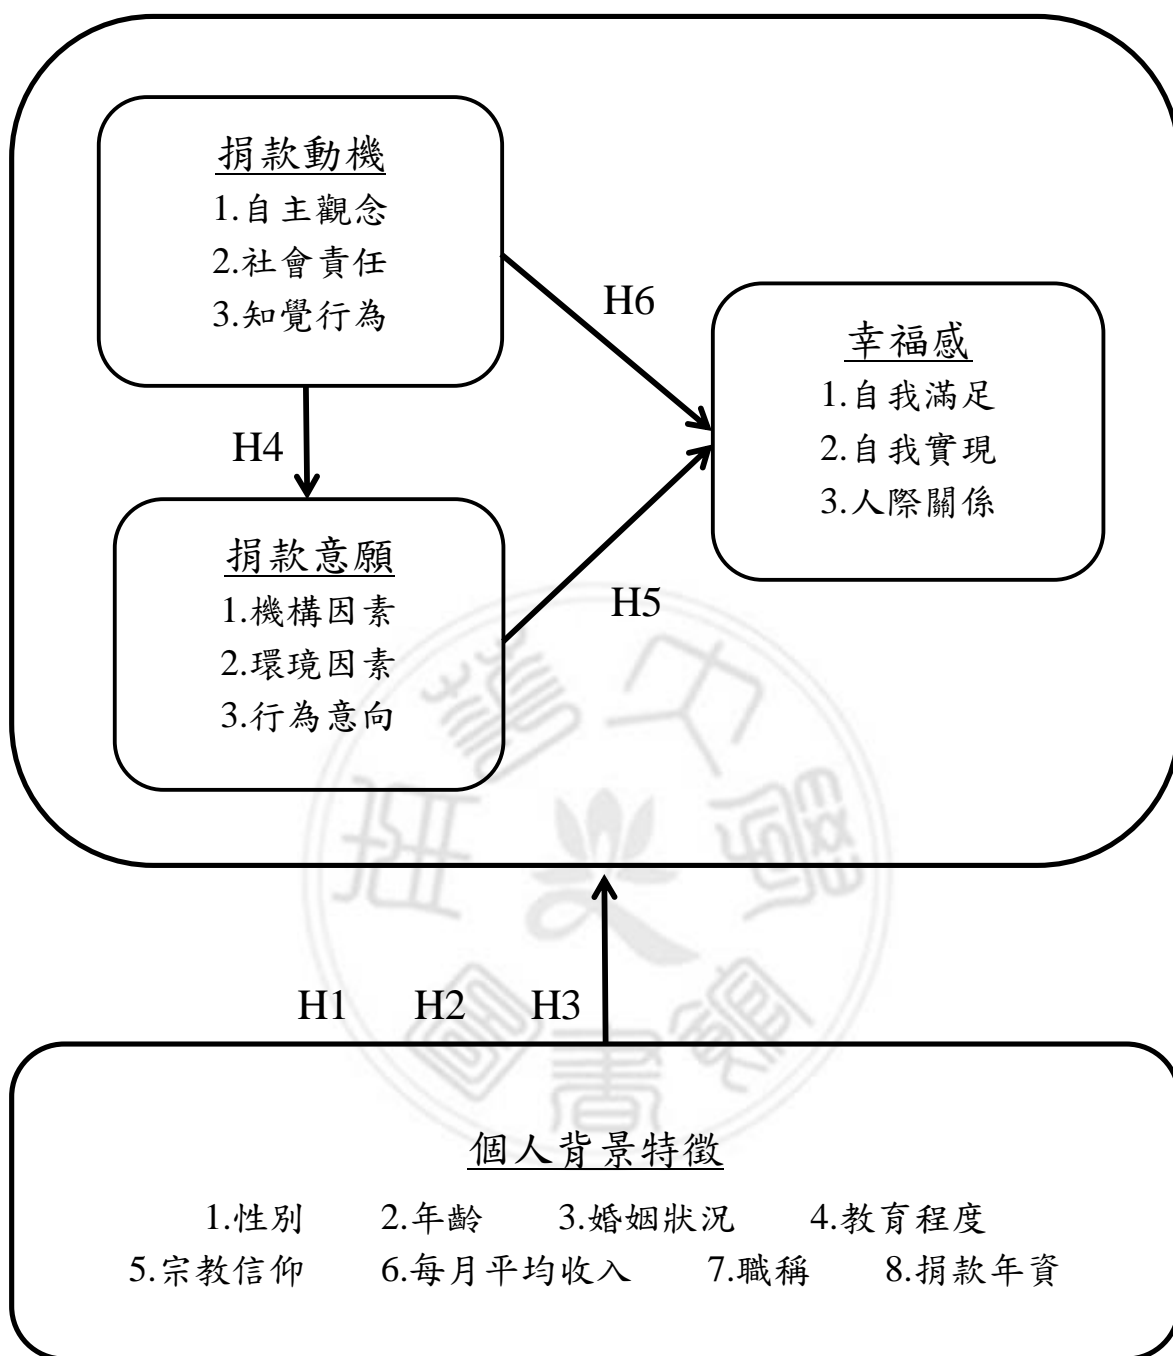 捐款動機
1.自主觀念
2.社會責任
3.知覺行為
H6
幸福感
1.自我滿足
2.自我實現
3.人際關係
H4
捐款意願
1.機構因素
2.環境因素
3.行為意向
H5
H1 H2 H3
個人背景特徵
1.性別 2.年齡 3.婚姻狀況 4.教育程度
5.宗教信仰 6.每月平均收入 7.職稱 8.捐款年資